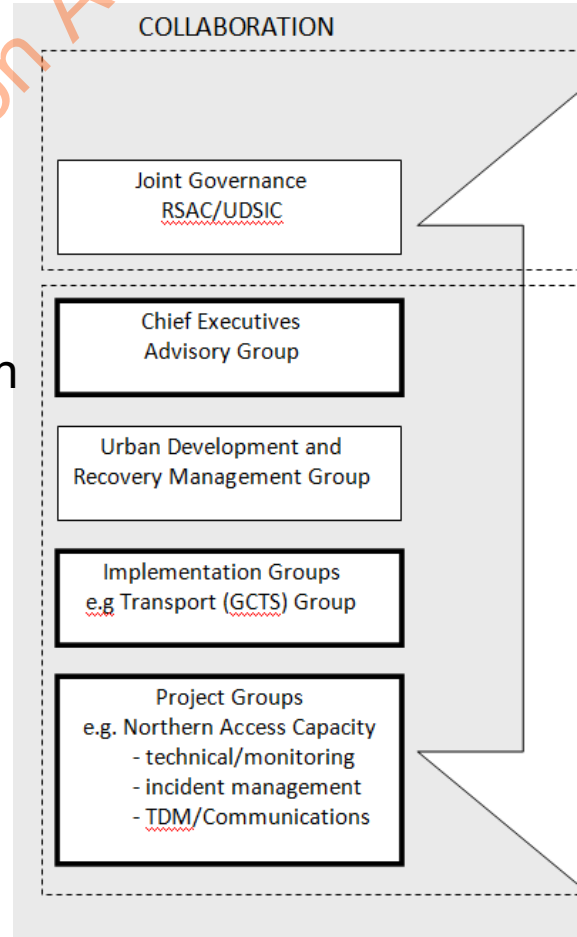 COLLABORATION
Joint Governance
RSAC/UDSIC
Chief Executives
Advisory Group
Urban Development and
Recovery Management Group
Implementation Groups
e.g Transport (GCTS) Group
Project Groups
e.g. Northern Access Capacity
- technical/monitoring
- incident management
- TDM/Communications